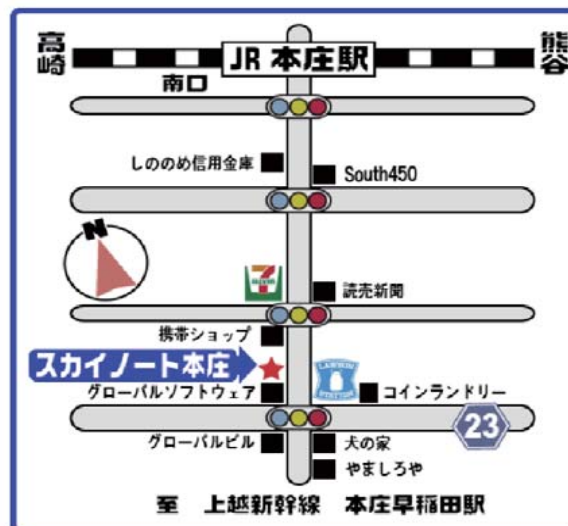 高崎
JR 本庄駅
熊谷
南口
しののめ信用金庫
South450
N
7
ELEVEN
読売新聞
携帯ショップ
スカイノート本庄
LAWSON
STATION
グローバルソフトウェア
コインランドリー
23
グローバルビル
犬の家
やましろや
至 上越新幹線 本庄早稲田駅